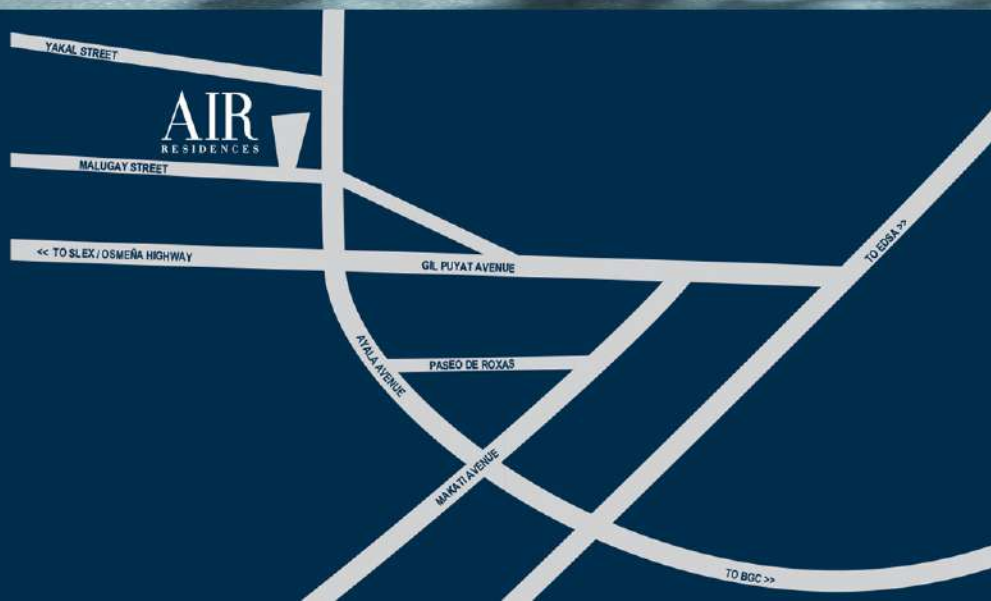 YAKAL STREET
AIR
RESIDENCES
MALUGAY STREET
<< TO SLEX / OSMEÑA HIGHWAY
GIL PUYAT AVENUE
TO EDSA >>
AYALA AVENUE
PASEO DE ROXAS
MAKATI AVENUE
TO BGC >>